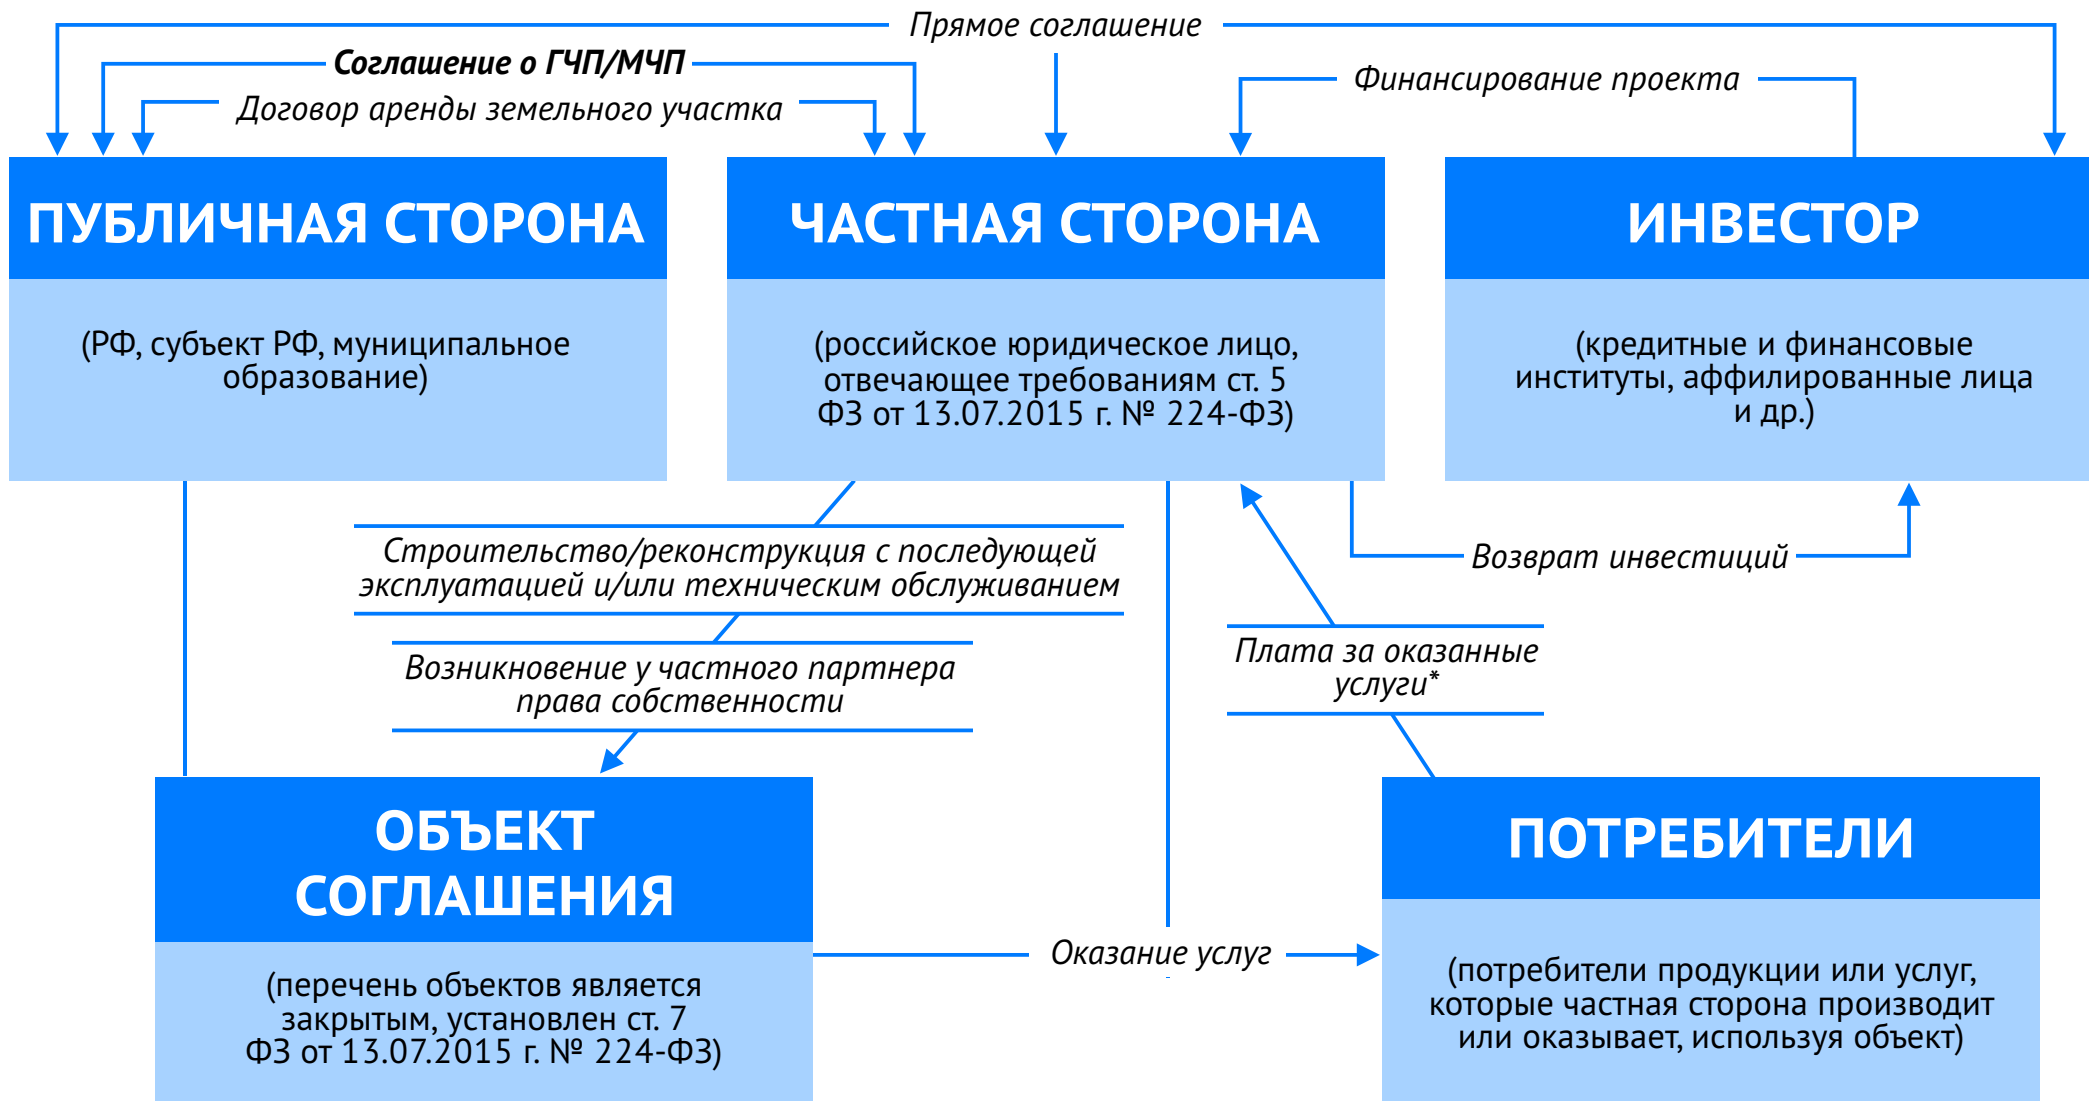 Прямое соглашение
Соглашение о ГЧП/МЧП
Финансирование проекта
Договор аренды земельного участка
ПУБЛИЧНАЯ СТОРОНА
(РФ, субъект РФ, муниципальное
образование)
ЧАСТНАЯ СТОРОНА
(российское юридическое лицо,
отвечающее требованиям ст. 5
ФЗ от 13.07.2015 г. № 224-ФЗ)
ИНВЕСТОР
(кредитные и финансовые
институты, аффилированные лица
и др.)
Строительство/реконструкция с последующей
эксплуатацией и/или техническим обслуживанием
Возврат инвестиций
Возникновение у частного партнера
права собственности
Плата за оказанные
услуги*
ОБЪЕКТ
СОГЛАШЕНИЯ
(перечень объектов является
закрытым, установлен ст. 7
ФЗ от 13.07.2015 г. № 224-ФЗ)
Оказание услуг
ПОТРЕБИТЕЛИ
(потребители продукции или услуг,
которые частная сторона производит
или оказывает, используя объект)